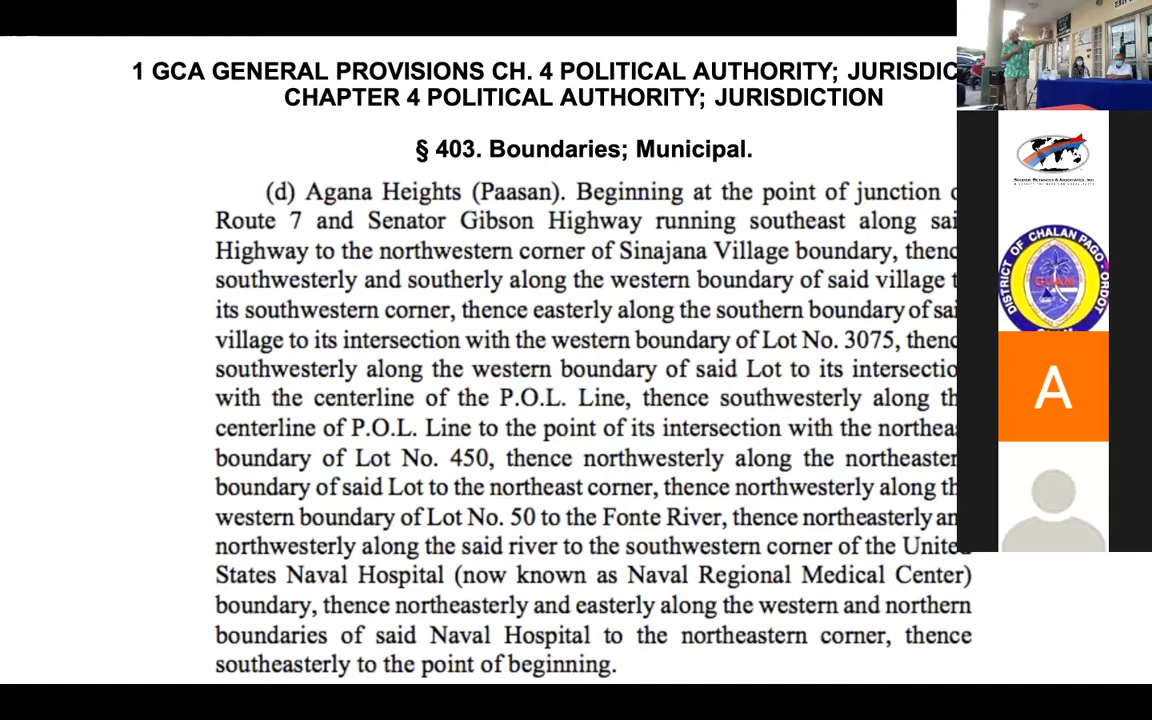 1 GCA GENERAL PROVISIONS CH. 4 POLITICAL AUTHORITY; JURISDIC
CHAPTER 4 POLITICAL AUTHORITY; JURISDICTION
§ 403. Boundaries; Municipal.
(d) Agana Heights (Paasan). Beginning at the point of junction
Route 7 and Senator Gibson Highway running southeast along sai
Highway to the northwestern corner of Sinajana Village boundary, thenc
southwesterly and southerly along the western boundary of said village t
its southwestern corner, thence easterly along the southern boundary of sai
village to its intersection with the western boundary of Lot No. 3075, thenc
southwesterly along the western boundary of said Lot to its intersectio
with the centerline of the P.O.L. Line, thence southwesterly along th
centerline of P.O.L. Line to the point of its intersection with the northeas
boundary of Lot No. 450, thence northwesterly along the northeaster
boundary of said Lot to the northeast corner, thence northwesterly along th
western boundary of Lot No. 50 to the Fonte River, thence northeasterly an
northwesterly along the said river to the southwestern corner of the United
States Naval Hospital (now known as Naval Regional Medical Center)
boundary, thence northeasterly and easterly along the western and northern
boundaries of said Naval Hospital to the northeastern corner, thence
southeasterly to the point of beginning.
DISTRICT OF CHALAN PAGO - ORDOT
GUAM
A